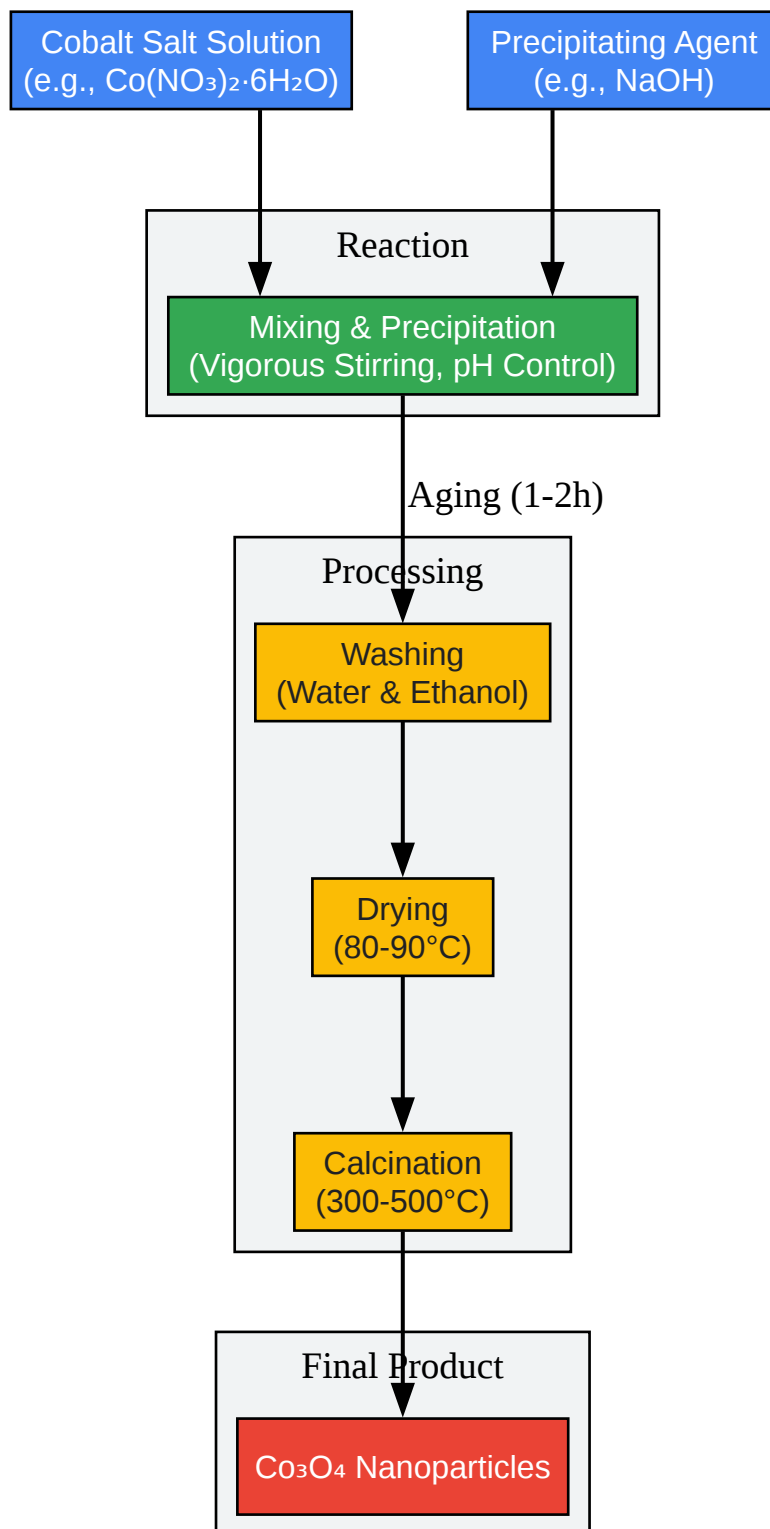 Cobalt Salt Solution
(e.g., Co(NO₃)₂·6H₂O)
Precipitating Agent
(e.g., NaOH)
Reaction
Mixing & Precipitation
(Vigorous Stirring, pH Control)
Aging (1-2h)
Processing
Washing
(Water & Ethanol)
Drying
(80-90°C)
Calcination
(300-500°C)
Final Product
Co₃O₄ Nanoparticles